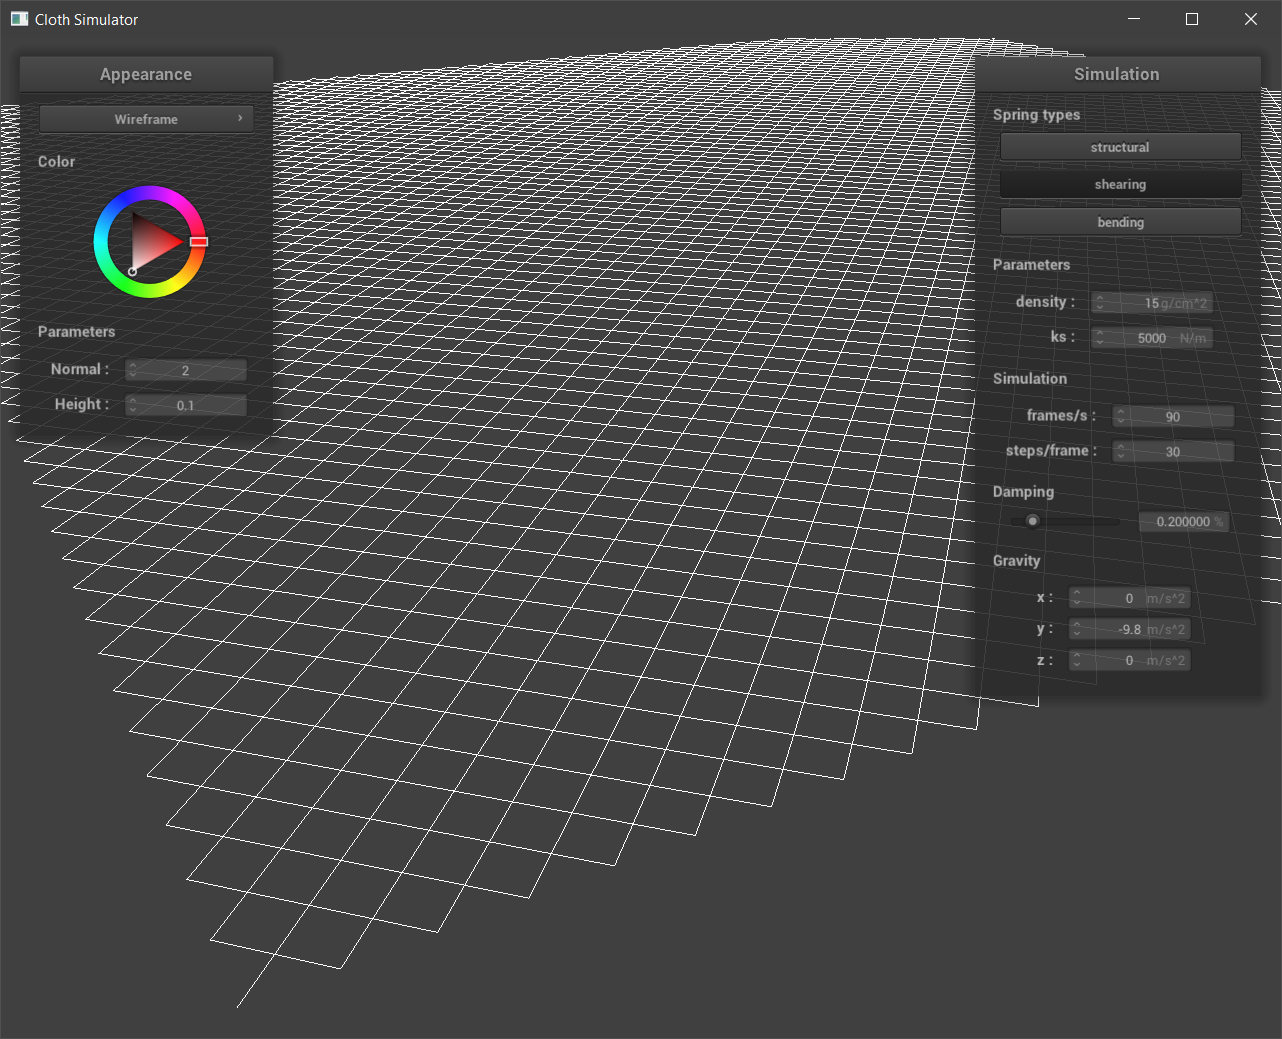 Cloth Simulator
Appearance
Wireframe
Color
Parameters
Normal : 2
Height : 0.1
Simulation
Spring types
structural
shearing
bending
Parameters
density : 15 g/cm^2
ks : 5000 N/m
Simulation
frames/s : 90
steps/frame : 30
Damping
0.200000 %
Gravity
x : 0 m/s^2
y : -9.8 m/s^2
z : 0 m/s^2